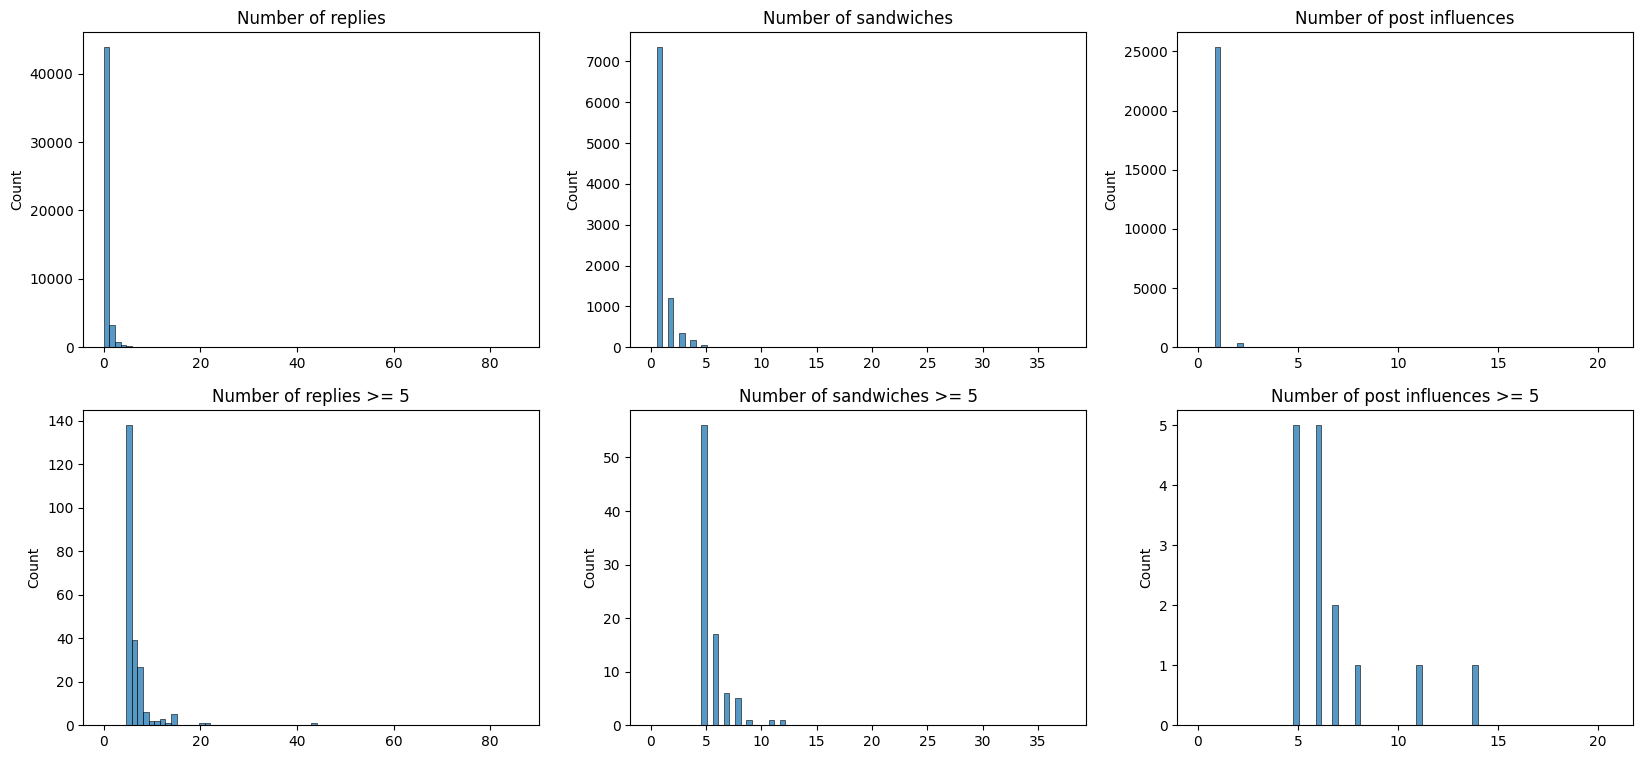 Number of replies
Number of sandwiches
Number of post influences
Count
40000
30000
20000
10000
0
0 20 40 60 80
Count
7000
6000
5000
4000
3000
2000
1000
0
0 5 10 15 20 25 30 35
Count
25000
20000
15000
10000
5000
0
0 5 10 15 20
Number of replies >= 5
Number of sandwiches >= 5
Number of post influences >= 5
Count
140
120
100
80
60
40
20
0
0 20 40 60 80
Count
50
40
30
20
10
0
0 5 10 15 20 25 30 35
Count
5
4
3
2
1
0
0 5 10 15 20